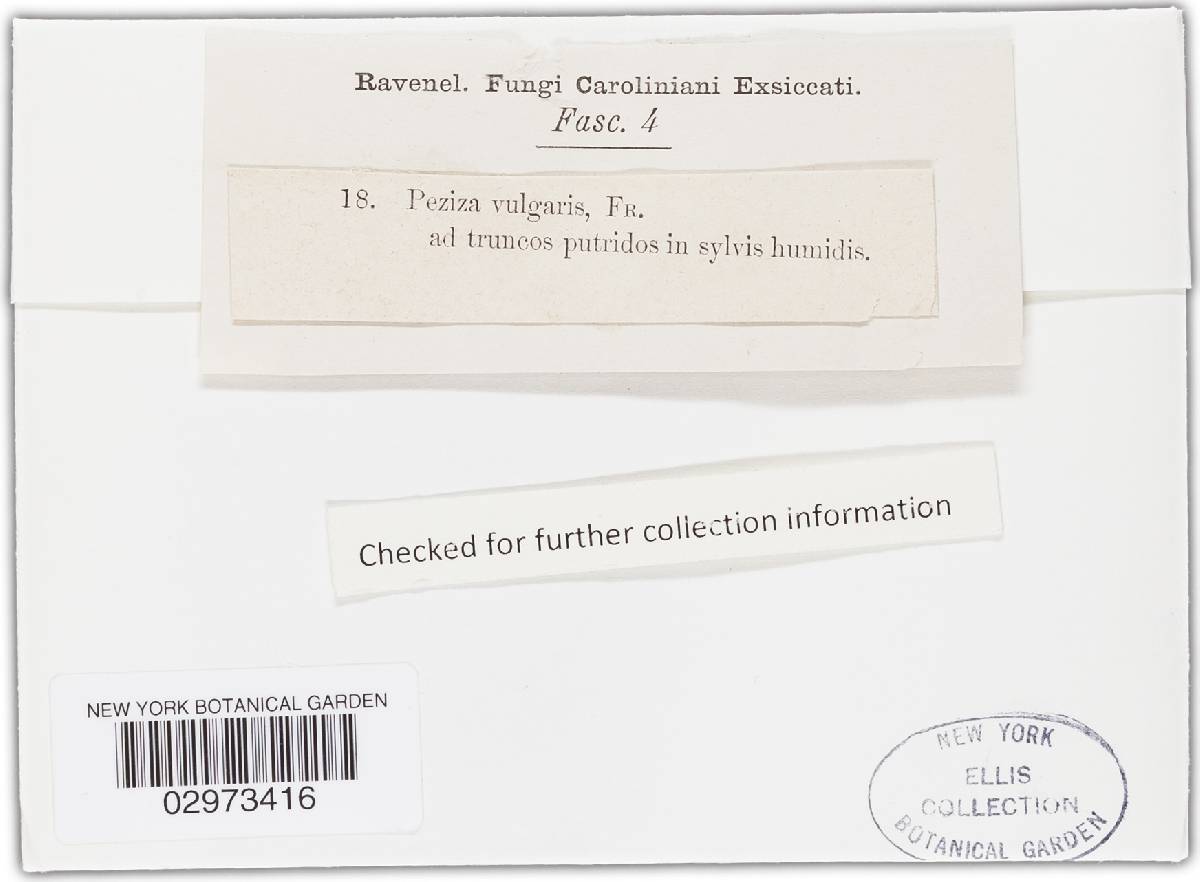 Ravenel. Fungi Caroliniani Exsiccati.
Fasc. 4
18. Peziza vulgaris, Fr.
ad truncos putridos in sylvis humidis.
Checked for further collection information
NEW YORK BOTANICAL GARDEN
02973416
NEW YORK
ELLIS
COLLECTION
BOTANICAL GARDEN